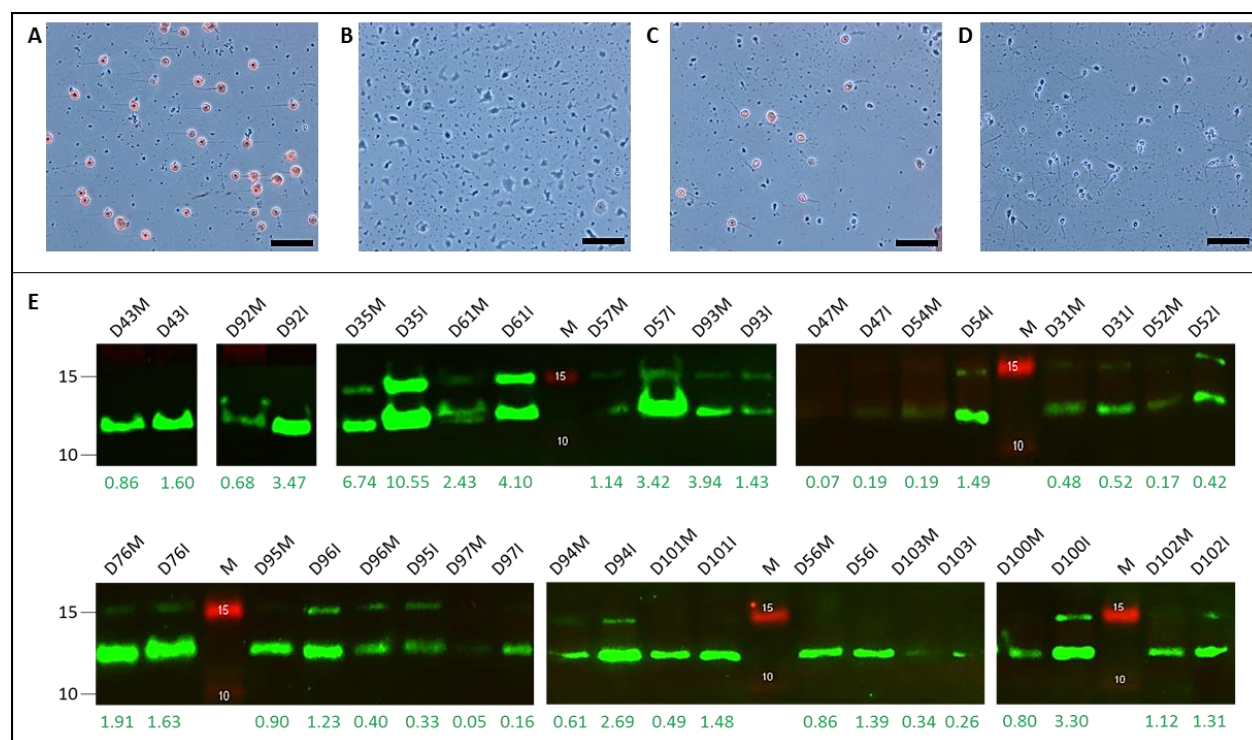 A B C D
E
D43M D43I D92M D92I D35M D35I D61M D61I M D57M D57I D93M D93I D47M D47I D54M D54I M D31M D31I D52M D52I
15 15 15
10 10 10
0.86 1.60 0.68 3.47 6.74 10.55 2.43 4.10 1.14 3.42 3.94 1.43 0.07 0.19 0.19 1.49 0.48 0.52 0.17 0.42
D76M D76I M D95M D96I D96M D95I D97M D97I D94M D94I D101M D101I M D56M D56I D103M D103I D100M D100I M D102M D102I
15 15 15 15
10 10 10 10
1.91 1.63 0.90 1.23 0.40 0.33 0.05 0.16 0.61 2.69 0.49 1.48 0.86 1.39 0.34 0.26 0.80 3.30 1.12 1.31